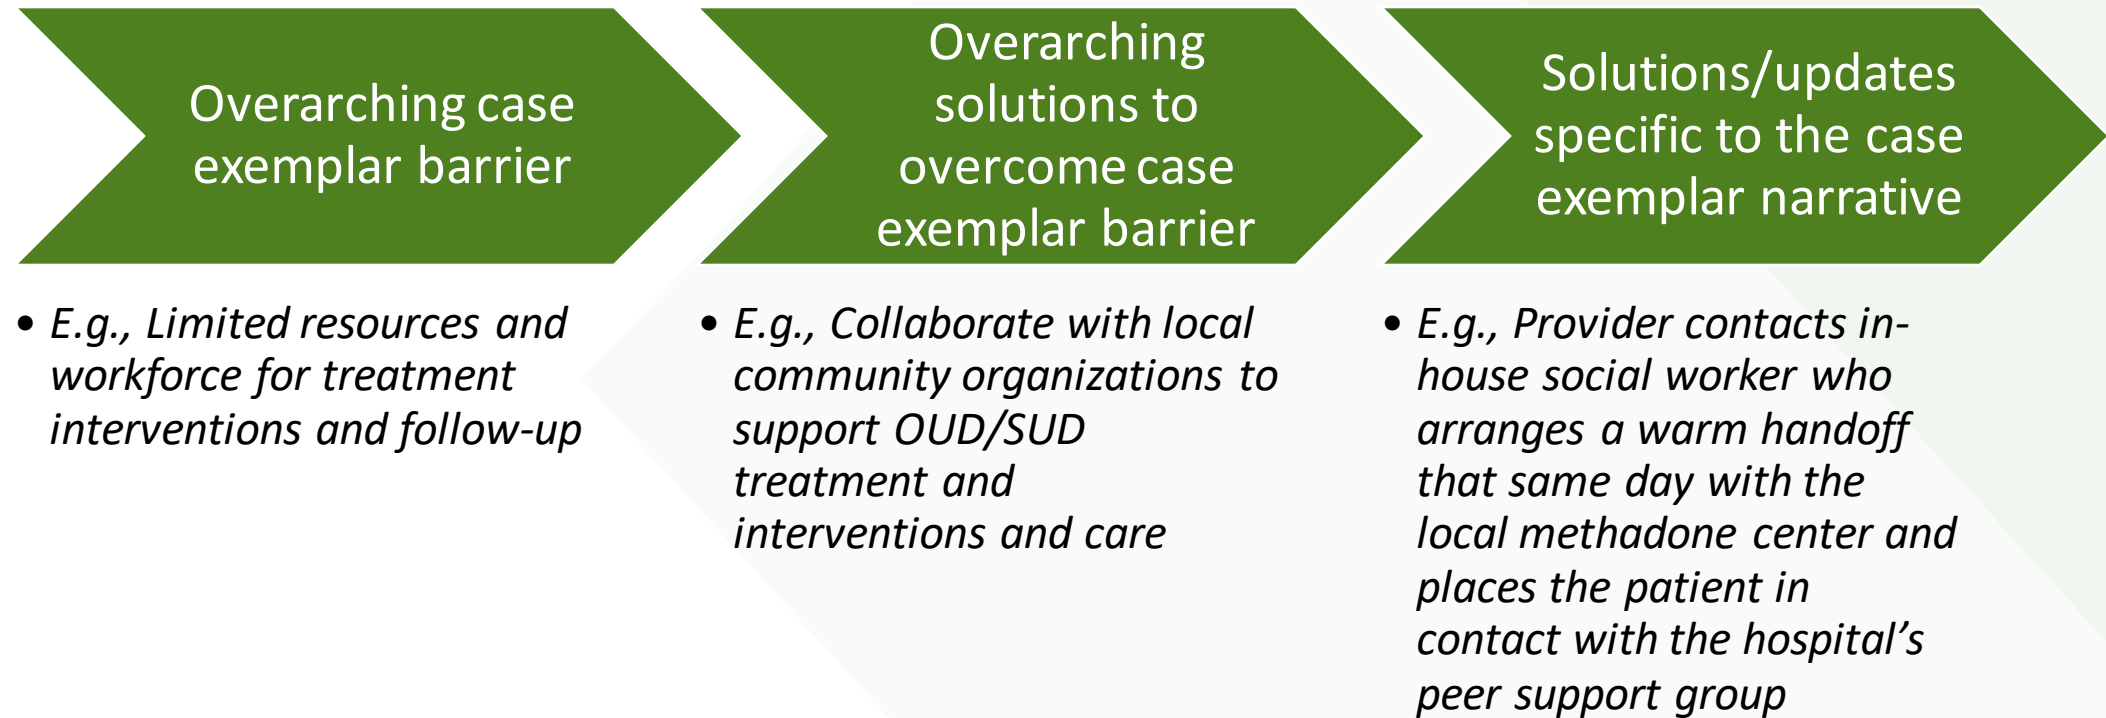 Overarching case
exemplar barrier
• E.g., Limited resources and
workforce for treatment
interventions and follow-up
Overarching
solutions to
overcome case
exemplar barrier
• E.g., Collaborate with local
community organizations to
support OUD/SUD
treatment and
interventions and care
Solutions/updates
specific to the case
exemplar narrative
• E.g., Provider contacts in-
house social worker who
arranges a warm handoff
that same day with the
local methadone center and
places the patient in
contact with the hospital’s
peer support group